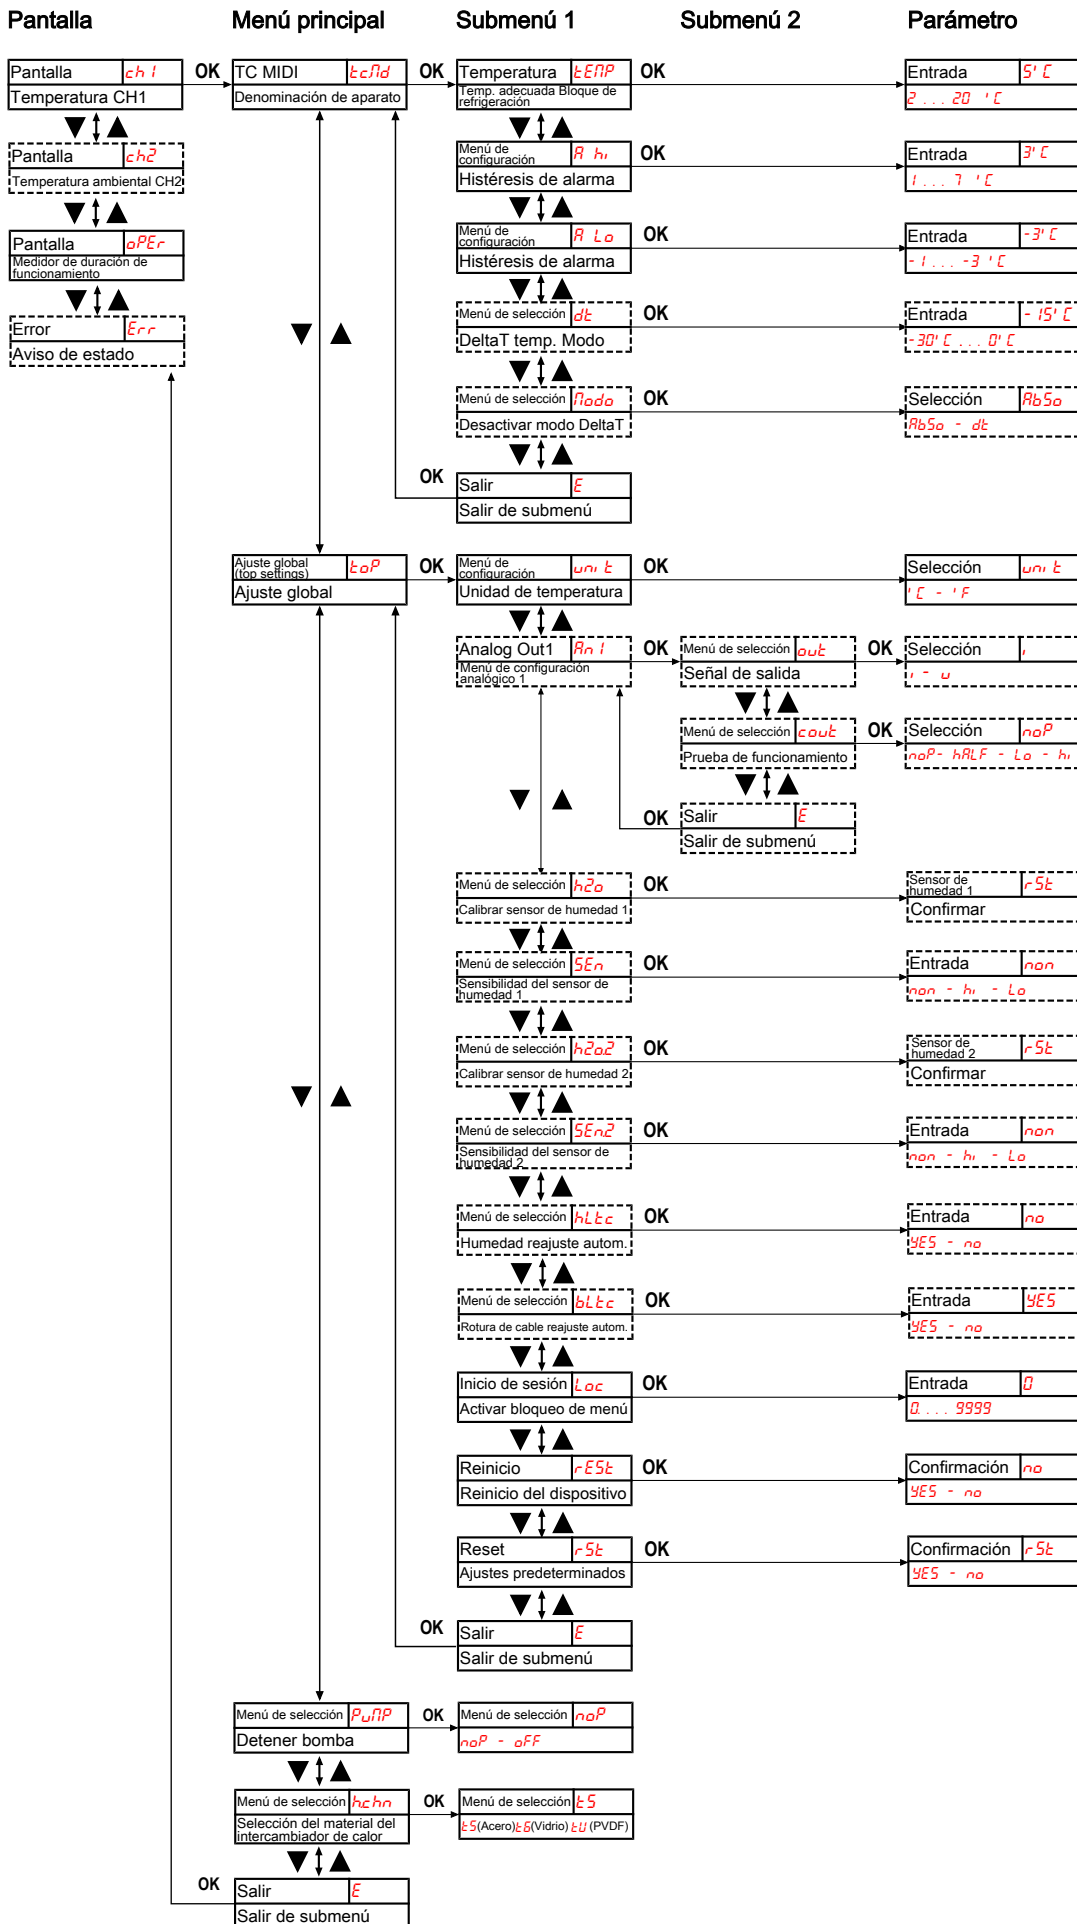 Pantalla Menú principal Submenú 1 Submenú 2 Parámetro
Pantalla ch1 OK TC MIDI tcMd OK Temperatura tEMP OK Entrada 5°C
Temperatura CH1 Denominación de aparato Temp. adecuada Bloque de refrigeración 2 ... 20 °C
Pantalla ch2 Menú de configuración A hi OK Entrada 3°C
Temperatura ambiental CH2 Histéresis de alarma 1 ... 7 °C
Pantalla oPEr Menú de configuración A Lo OK Entrada -3°C
Medidor de duración de funcionamiento Histéresis de alarma -1 ... -3 °C
Error Err Menú de selección dt OK Entrada -15°C
Aviso de estado DeltaT temp. Modo -30°C ... 0°C
Menú de selección Modo OK Selección AbSo
Desactivar modo DeltaT AbSo - dt
OK Salir E
Salir de submenú
Ajuste global (top settings) toP OK Menú de configuración unit OK Selección unit
Ajuste global Unidad de temperatura °C - °F
Analog Out1 An1 OK Menú de selección out OK Selección i
Menú de configuración analógico 1 Señal de salida i - u
Menú de selección cout OK Selección noP
Prueba de funcionamiento noP - hALF - Lo - hi
OK Salir E
Salir de submenú
Menú de selección h2o OK Sensor de humedad 1 rSt
Calibrar sensor de humedad 1 Confirmar
Menú de selección SEn OK Entrada non
Sensibilidad del sensor de humedad 1 non - hi - Lo
Menú de selección h2o.2 OK Sensor de humedad 2 rSt
Calibrar sensor de humedad 2 Confirmar
Menú de selección SEn.2 OK Entrada non
Sensibilidad del sensor de humedad 2 non - hi - Lo
Menú de selección hLtc OK Entrada no
Humedad reajuste autom. YES - no
Menú de selección bLtc OK Entrada YES
Rotura de cable reajuste autom. YES - no
Inicio de sesión Loc OK Entrada 0
Activar bloqueo de menú 0. ... 9999
Reinicio rESt OK Confirmación no
Reinicio del dispositivo YES - no
Reset rSt OK Confirmación rSt
Ajustes predeterminados YES - no
OK Salir E
Salir de submenú
Menú de selección PuMP OK Menú de selección noP
Detener bomba noP - oFF
Menú de selección h.chn OK Menú de selección tS
Selección del material del intercambiador de calor tS(Acero)tG(Vidrio) tU (PVDF)
OK Salir E
Salir de submenú